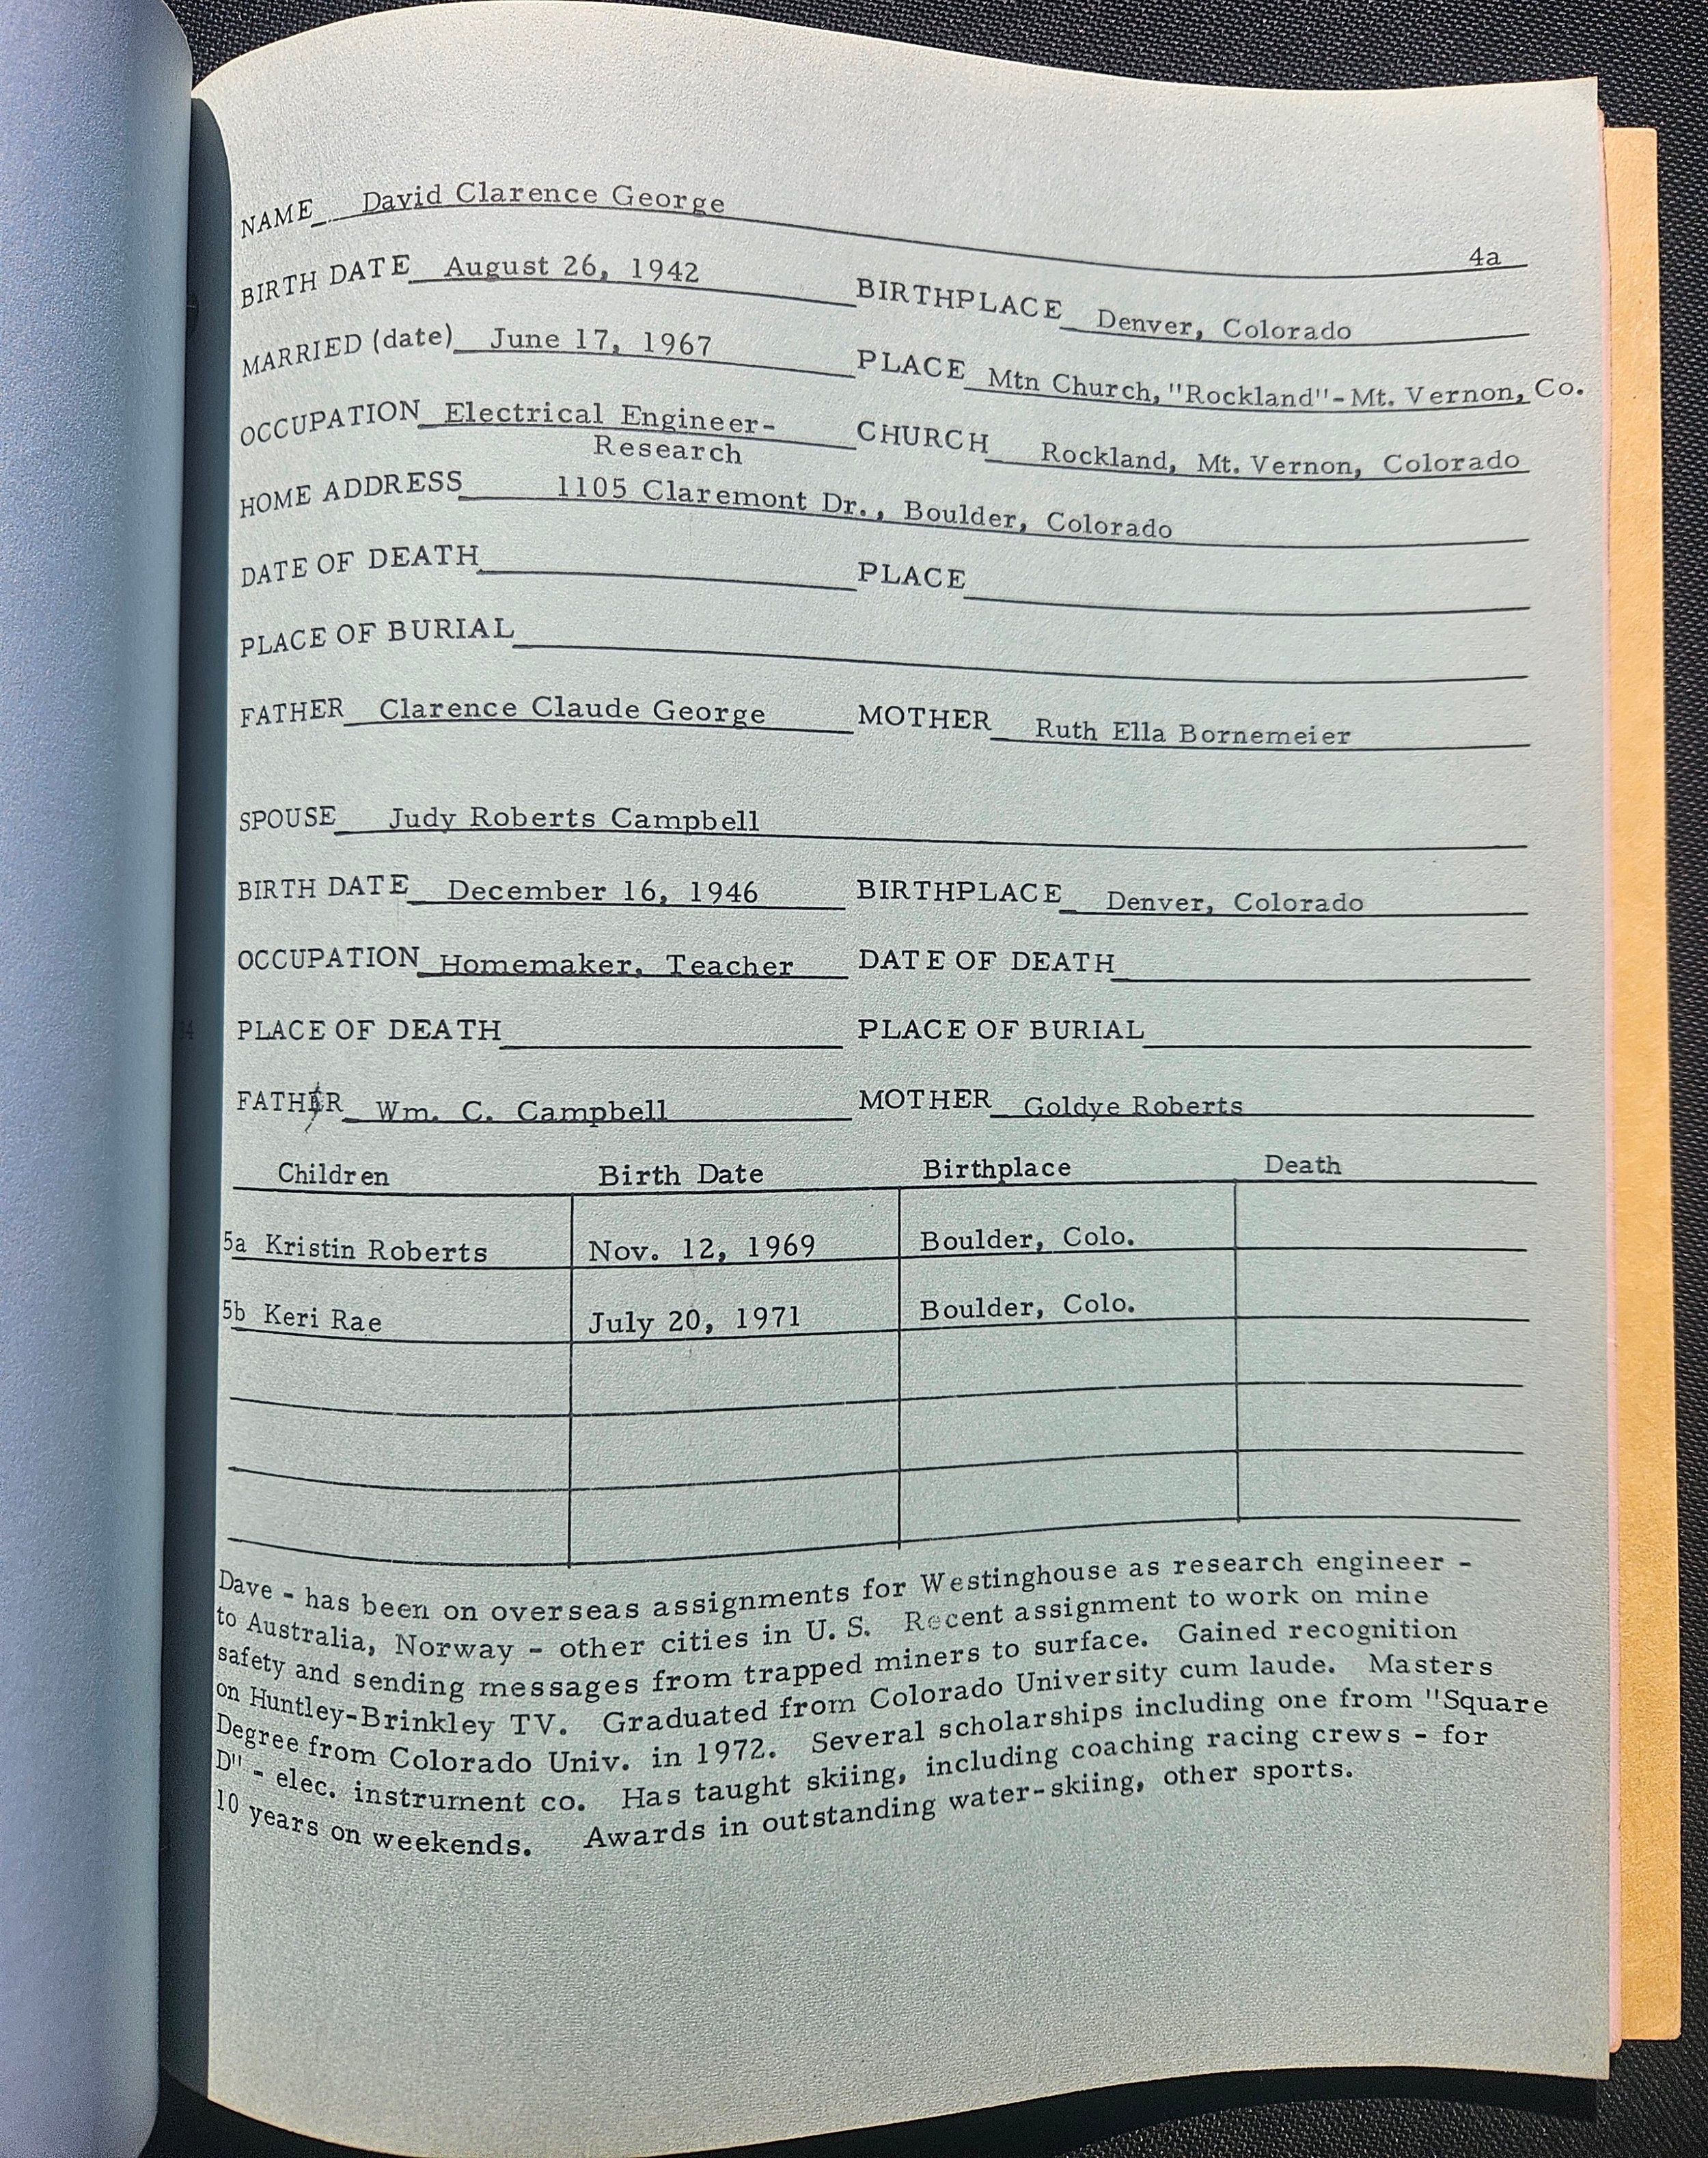 NAME David Clarence George
4a
BIRTH DATE August 26, 1942 BIRTHPLACE Denver, Colorado
MARRIED (date) June 17, 1967 PLACE Mtn Church, "Rockland"-Mt. Vernon, Co.
OCCUPATION Electrical Engineer- CHURCH Rockland, Mt. Vernon, Colorado
Research
HOME ADDRESS 1105 Claremont Dr., Boulder, Colorado
DATE OF DEATH PLACE
PLACE OF BURIAL
FATHER Clarence Claude George MOTHER Ruth Ella Bornemeier
SPOUSE Judy Roberts Campbell
BIRTH DATE December 16, 1946 BIRTHPLACE Denver, Colorado
OCCUPATION Homemaker, Teacher DATE OF DEATH
PLACE OF DEATH PLACE OF BURIAL
FATHER Wm. C. Campbell MOTHER Goldye Roberts
Children Birth Date Birthplace Death
5a Kristin Roberts Nov. 12, 1969 Boulder, Colo.
5b Keri Rae July 20, 1971 Boulder, Colo.
Dave - has been on overseas assignments for Westinghouse as research engineer -
to Australia, Norway - other cities in U. S. Recent assignment to work on mine
safety and sending messages from trapped miners to surface. Gained recognition
on Huntley-Brinkley TV. Graduated from Colorado University cum laude. Masters
Degree from Colorado Univ. in 1972. Several scholarships including one from "Square
D" - elec. instrument co. Has taught skiing, including coaching racing crews - for
10 years on weekends. Awards in outstanding water-skiing, other sports.